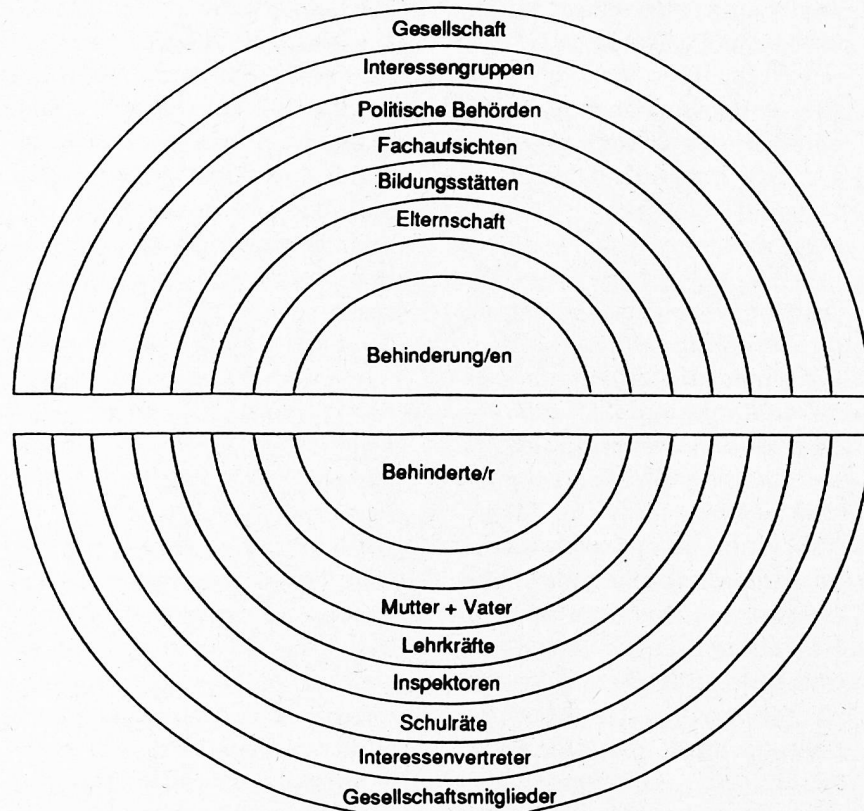 Gesellschaft
Interessengruppen
Politische Behörden
Fachaufsichten
Bildungsstätten
Elternschaft
Behinderung/en
Behinderte/r
Mutter + Vater
Lehrkräfte
Inspektoren
Schulräte
Interessenvertreter
Gesellschaftsmitglieder